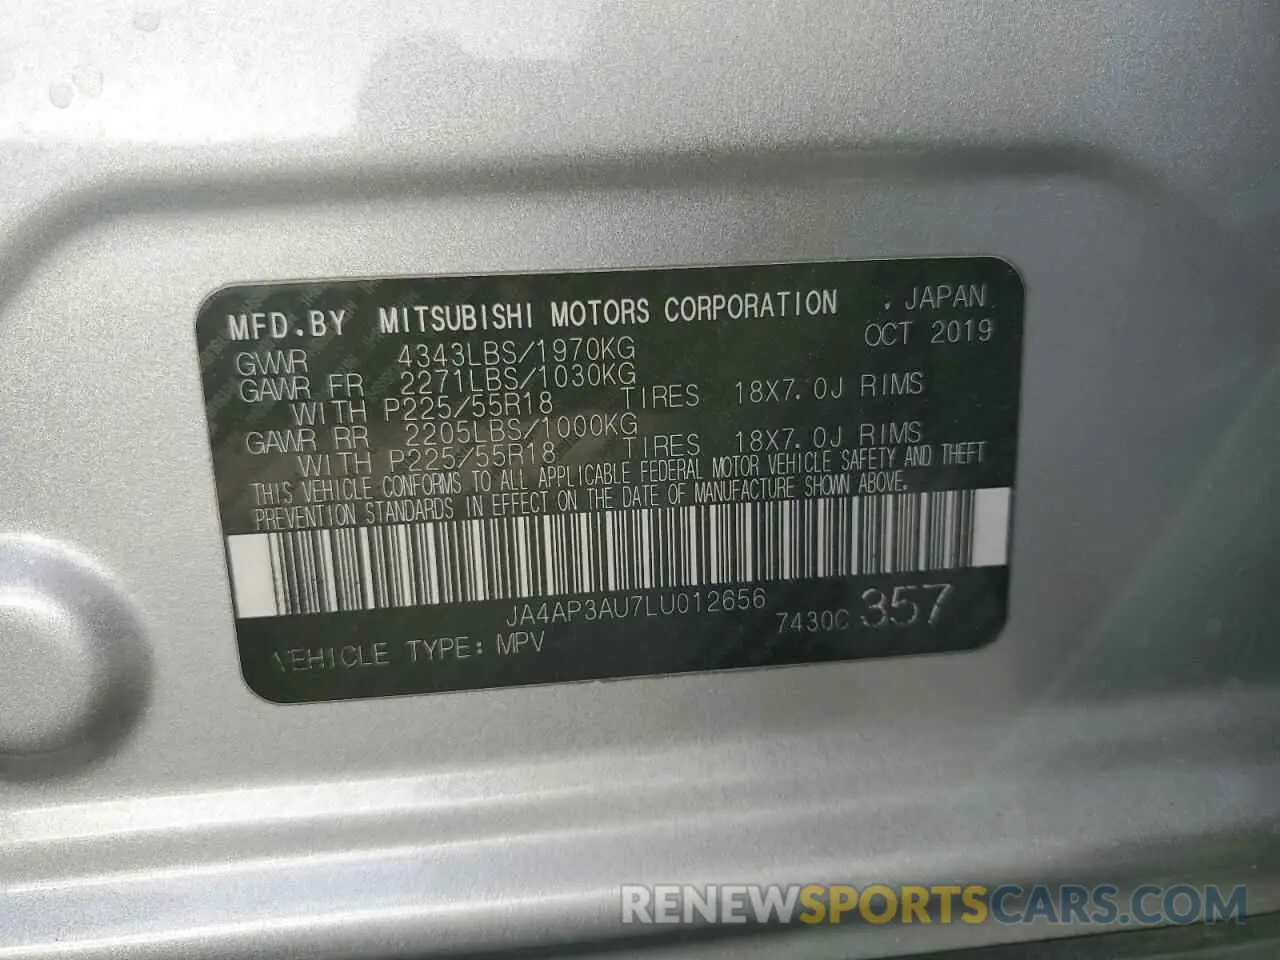 MFD.BY MITSUBISHI MOTORS CORPORATION . JAPAN
GVWR 4343LBS/1970KG OCT 2019
GAWR FR 2271LBS/1030KG
WITH P225/55R18 TIRES 18X7.0J RIMS
GAWR RR 2205LBS/1000KG
WITH P225/55R18 TIRES 18X7.0J RIMS
THIS VEHICLE CONFORMS TO ALL APPLICABLE FEDERAL MOTOR VEHICLE SAFETY AND THEFT
PREVENTION STANDARDS IN EFFECT ON THE DATE OF MANUFACTURE SHOWN ABOVE.
JA4AP3AU7LU012656 7430C 357
VEHICLE TYPE: MPV
RENEWSPORTSCARS.COM